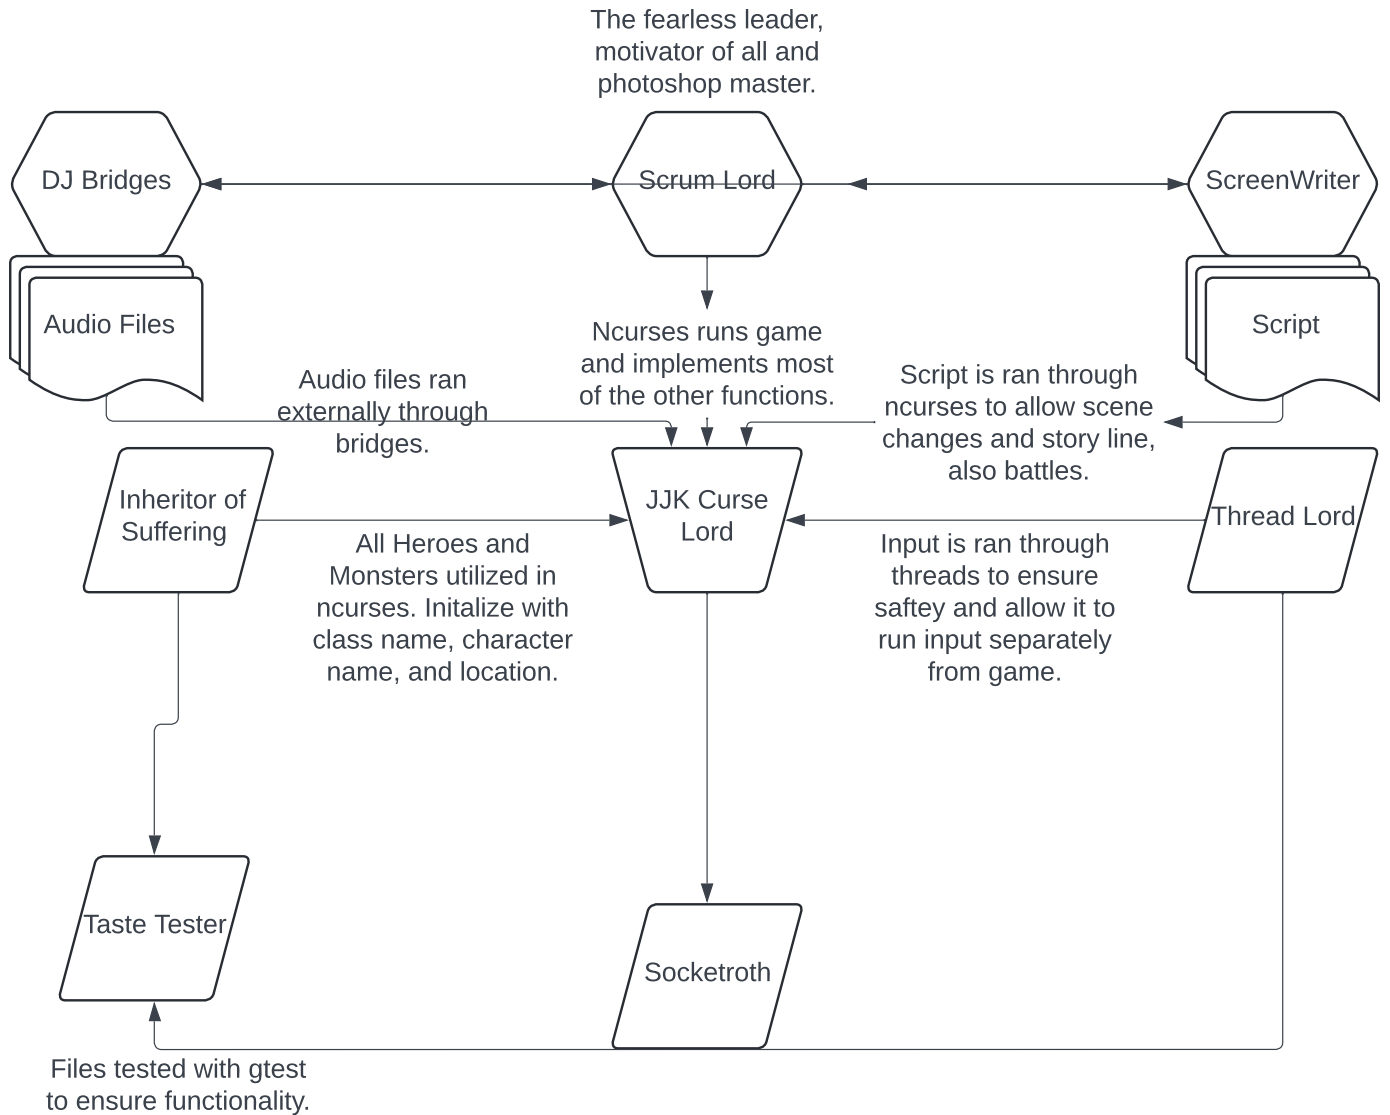 The fearless leader,
motivator of all and
photoshop master.
DJ Bridges
Scrum Lord
ScreenWriter
Audio Files
Script
Ncurses runs game
and implements most
of the other functions.
Audio files ran
externally through
bridges.
Script is ran through
ncurses to allow scene
changes and story line,
also battles.
Inheritor of
Suffering
JJK Curse
Lord
Thread Lord
All Heroes and
Monsters utilized in
ncurses. Initalize with
class name, character
name, and location.
Input is ran through
threads to ensure
saftey and allow it to
run input separately
from game.
Taste Tester
Socketroth
Files tested with gtest
to ensure functionality.